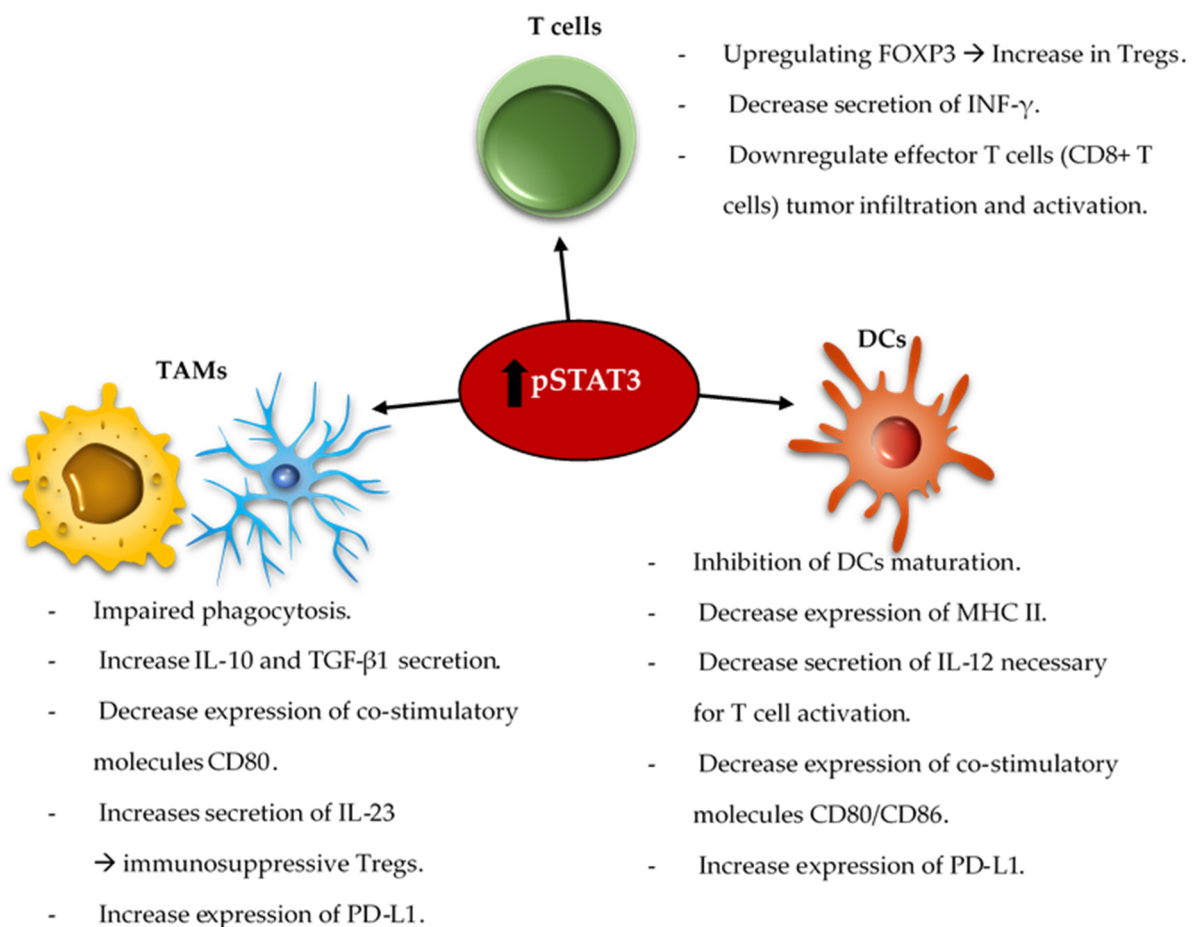 T cells
- Upregulating FOXP3 → Increase in Tregs.
- Decrease secretion of INF-γ.
- Downregulate effector T cells (CD8+ T
cells) tumor infiltration and activation.
pSTAT3
TAMs
- Impaired phagocytosis.
- Increase IL-10 and TGF-β1 secretion.
- Decrease expression of co-stimulatory
molecules CD80.
- Increases secretion of IL-23
→ immunosuppressive Tregs.
- Increase expression of PD-L1.
DCs
- Inhibition of DCs maturation.
- Decrease expression of MHC II.
- Decrease secretion of IL-12 necessary
for T cell activation.
- Decrease expression of co-stimulatory
molecules CD80/CD86.
- Increase expression of PD-L1.